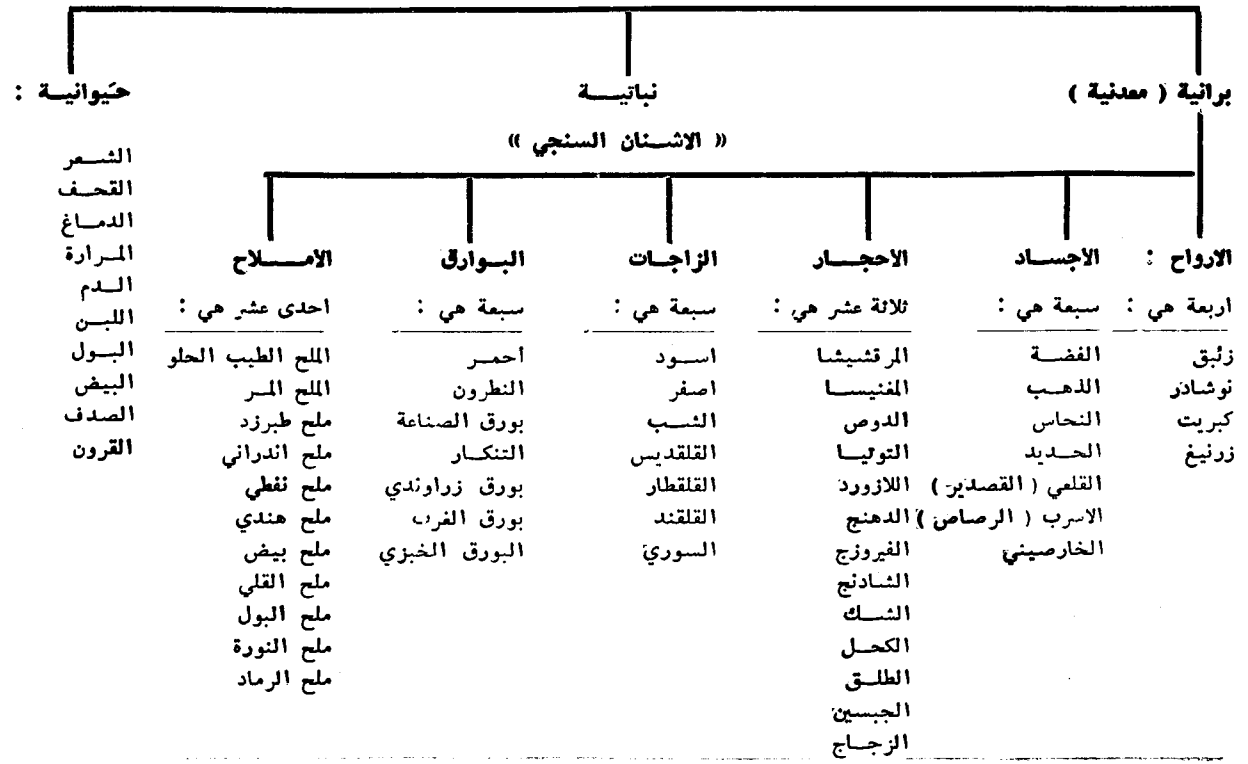 برانية ( معدنية )
نباتية
حيوانية :
« الاشنان السنجي »
الشعر
القحف
الدماغ
المرارة
الدم
اللبن
البول
البيض
الصدف
القرون
الارواح :
اربعة هي :
زئبق
نوشادر
كبريت
زرنيغ
الاجساد
سبعة هي :
الفضة
الذهب
النحاس
الحديد
القلعي ( القصدير )
الاسرب ( الرصاص )
الخارصيني
الاحجار
ثلاثة عشر هي :
المرقشيشا
المغنيسا
الدوص
التوتيا
اللازورد
الدهنج
الفيروزج
الشاذنج
الشك
الكحل
الطلق
الجبسين
الزجاج
الزاجات
سبعة هي :
اسود
اصفر
الشب
القلقديس
القلقطار
القلقند
السوري
البوارق
سبعة هي :
احمر
النطرون
بورق الصناعة
التنكار
بورق زراوندي
بورق الغرب
البورق الخبزي
الاملاح
احدى عشر هي :
الملح الطيب الحلو
الملح المر
ملح طبرزد
ملح اندراني
ملح نفطي
ملح هندي
ملح بيض
ملح القلي
ملح البول
ملح النورة
ملح الرماد